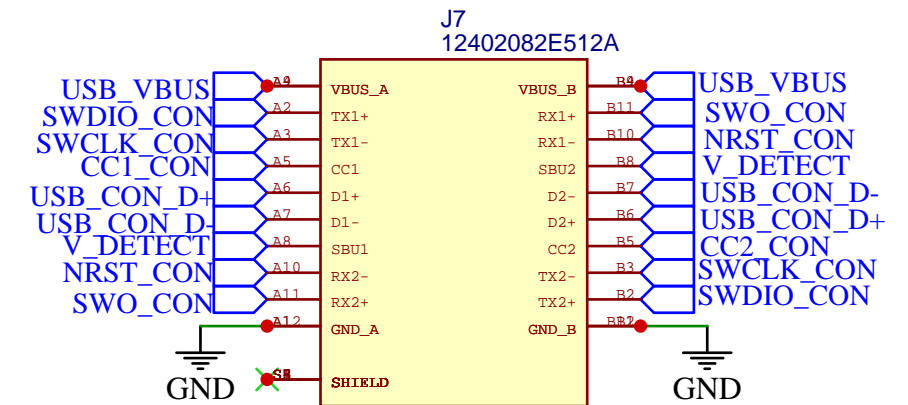 J7
12402082E512A
USB_VBUS VBUS_A VBUS_B USB_VBUS
SWDIO_CON A2 TX1+ RX1+ B11 SWO_CON
SWCLK_CON A3 TX1- RX1- B10 NRST_CON
CC1_CON A5 CC1 SBU2 B8 V_DETECT
USB_CON_D+ A6 D1+ D2- B7 USB_CON_D-
USB_CON_D- A7 D1- D2+ B6 USB_CON_D+
V_DETECT A8 SBU1 CC2 B5 CC2_CON
NRST_CON A10 RX2- TX2- B3 SWCLK_CON
SWO_CON A11 RX2+ TX2+ B2 SWDIO_CON
GND_A GND_B
SHIELD
GND GND